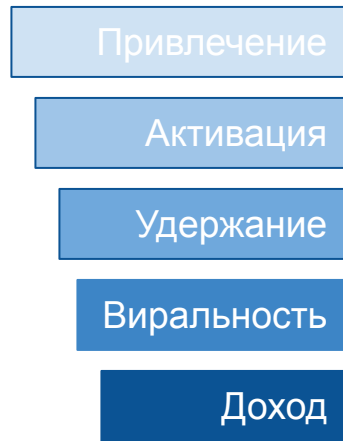 Привлечение
Активация
Удержание
Виральность
Доход